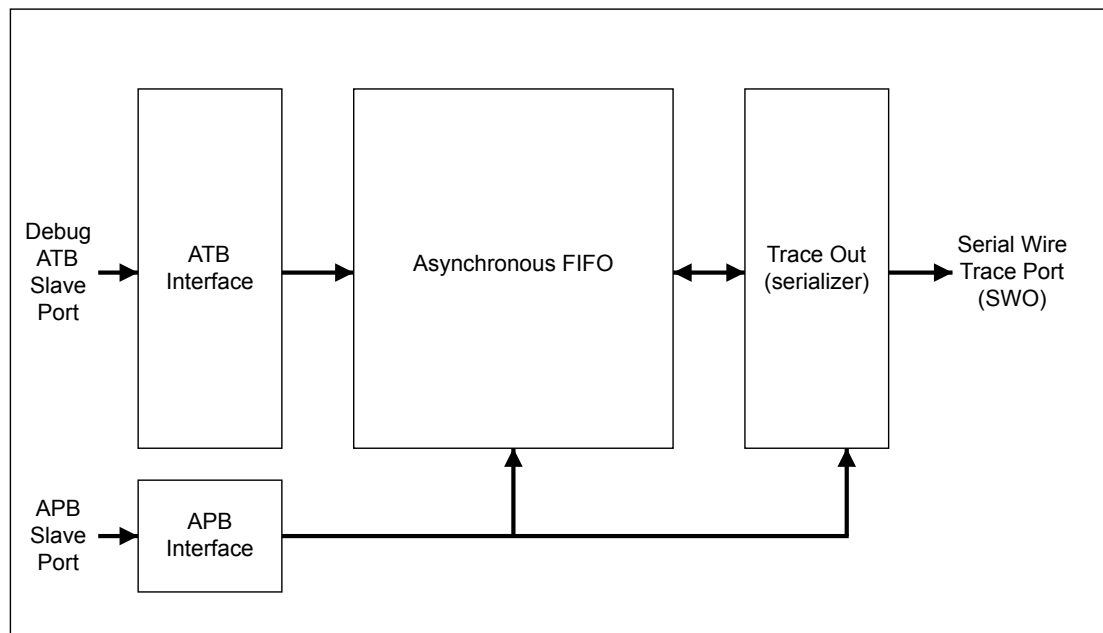 Debug
ATB
Slave
Port
ATB
Interface
Asynchronous FIFO
Trace Out
(serializer)
Serial Wire
Trace Port
(SWO)
APB
Slave
Port
APB
Interface